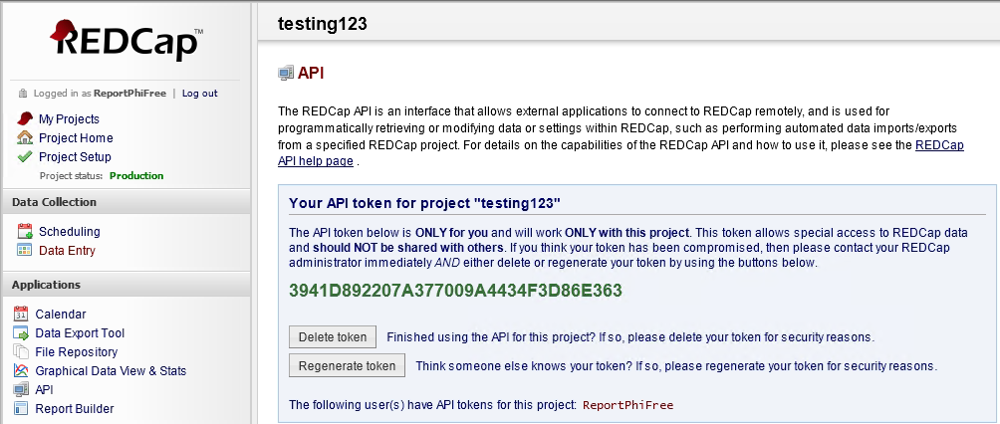 REDCap™
Logged in as ReportPhiFree | Log out
My Projects
Project Home
Project Setup
Project status: Production
Data Collection
Scheduling
Data Entry
Applications
Calendar
Data Export Tool
File Repository
Graphical Data View & Stats
API
Report Builder
testing123
API
The REDCap API is an interface that allows external applications to connect to REDCap remotely, and is used for
programmatically retrieving or modifying data or settings within REDCap, such as performing automated data imports/exports
from a specified REDCap project. For details on the capabilities of the REDCap API and how to use it, please see the REDCap
API help page .
Your API token for project "testing123"
The API token below is ONLY for you and will work ONLY with this project. This token allows special access to REDCap data
and should NOT be shared with others. If you think your token has been compromised, then please contact your REDCap
administrator immediately AND either delete or regenerate your token by using the buttons below.
3941D892207A377009A4434F3D86E363
Delete token Finished using the API for this project? If so, please delete your token for security reasons.
Regenerate token Think someone else knows your token? If so, please regenerate your token for security reasons.
The following user(s) have API tokens for this project: ReportPhiFree